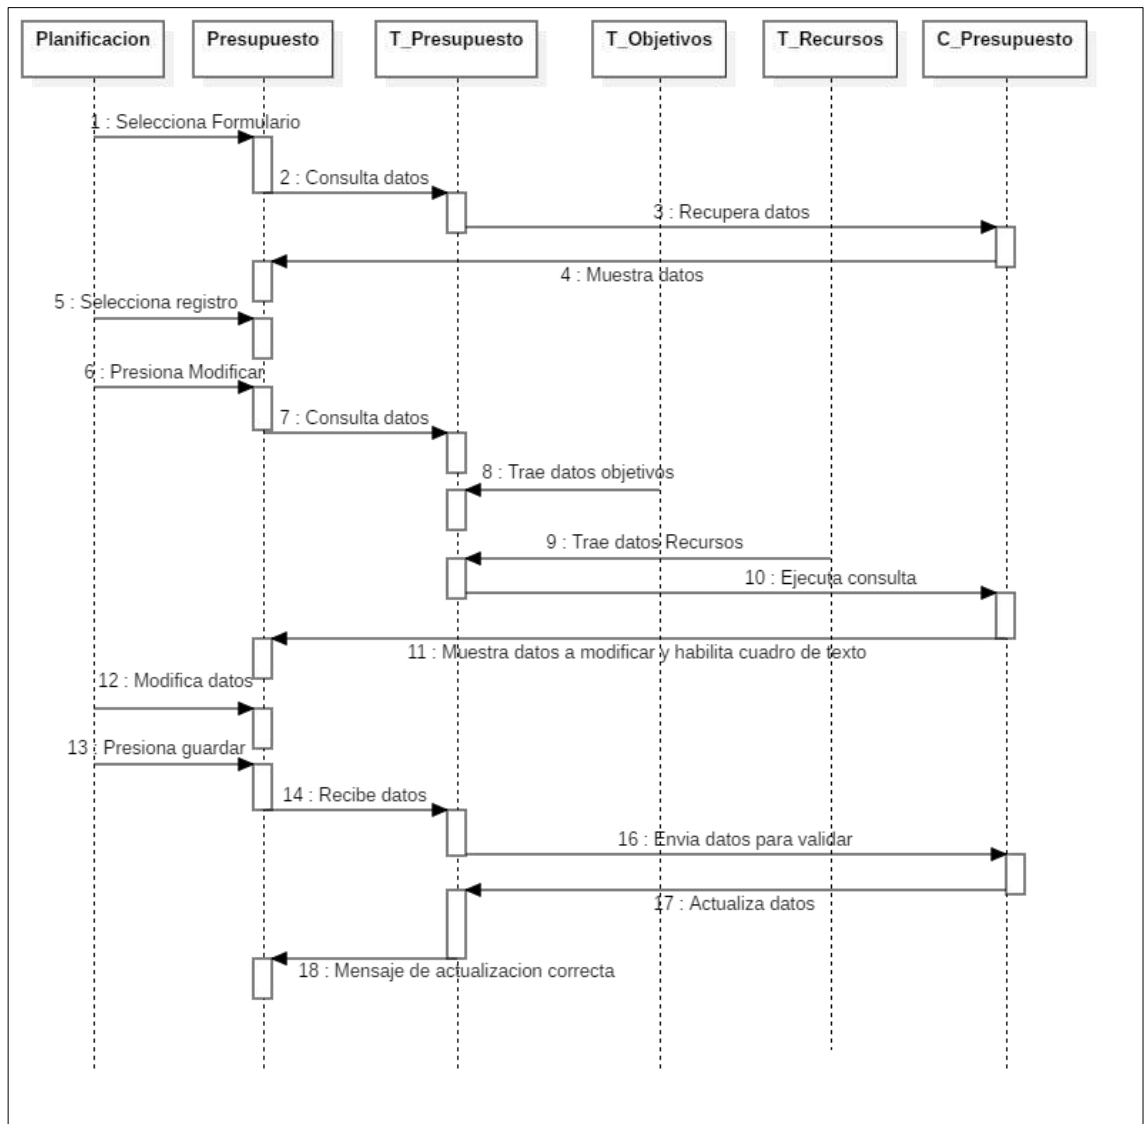 Planificacion
Presupuesto
T_Presupuesto
T_Objetivos
T_Recursos
C_Presupuesto
1 : Selecciona Formulario
2 : Consulta datos
3 : Recupera datos
4 : Muestra datos
5 : Selecciona registro
6 : Presiona Modificar
7 : Consulta datos
8 : Trae datos objetivos
9 : Trae datos Recursos
10 : Ejecuta consulta
11 : Muestra datos a modificar y habilita cuadro de texto
12 : Modifica datos
13 : Presiona guardar
14 : Recibe datos
16 : Envia datos para validar
17 : Actualiza datos
18 : Mensaje de actualizacion correcta